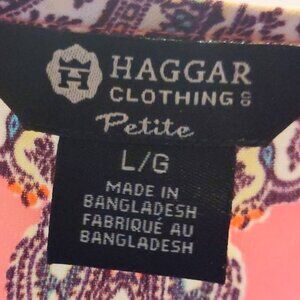 H HAGGAR
CLOTHING CO
Petite
L/G
MADE IN
BANGLADESH
FABRIQUÉ AU
BANGLADESH